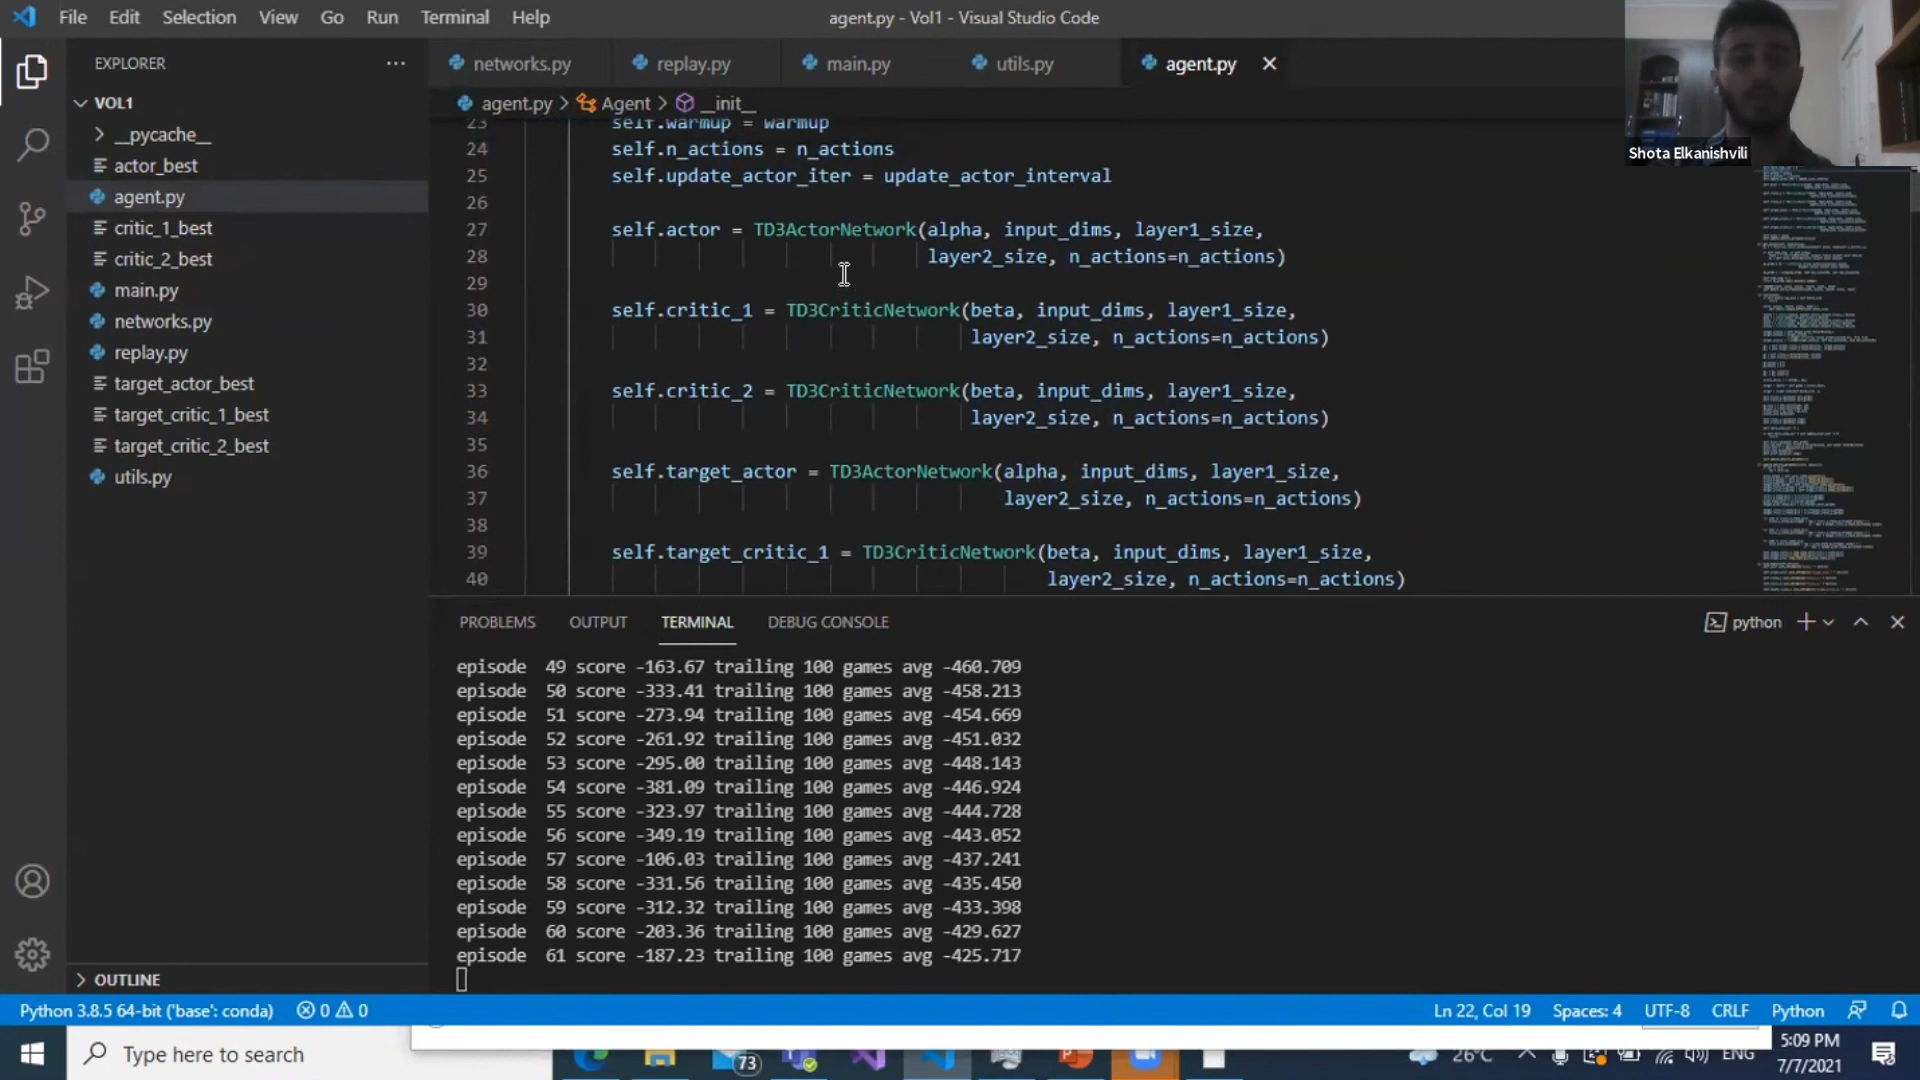 File Edit Selection View Go Run Terminal Help
agent.py - Vol1 - Visual Studio Code
EXPLORER
VOL1
__pycache__
actor_best
agent.py
critic_1_best
critic_2_best
main.py
networks.py
replay.py
target_actor_best
target_critic_1_best
target_critic_2_best
utils.py
OUTLINE
networks.py replay.py main.py utils.py agent.py
agent.py > Agent > __init__
23 self.warmup = warmup
24 self.n_actions = n_actions
25 self.update_actor_iter = update_actor_interval
26
27 self.actor = TD3ActorNetwork(alpha, input_dims, layer1_size,
28 layer2_size, n_actions=n_actions)
29
30 self.critic_1 = TD3CriticNetwork(beta, input_dims, layer1_size,
31 layer2_size, n_actions=n_actions)
32
33 self.critic_2 = TD3CriticNetwork(beta, input_dims, layer1_size,
34 layer2_size, n_actions=n_actions)
35
36 self.target_actor = TD3ActorNetwork(alpha, input_dims, layer1_size,
37 layer2_size, n_actions=n_actions)
38
39 self.target_critic_1 = TD3CriticNetwork(beta, input_dims, layer1_size,
40 layer2_size, n_actions=n_actions)
Shota Elkanishvili
PROBLEMS OUTPUT TERMINAL DEBUG CONSOLE
python
episode 49 score -163.67 trailing 100 games avg -460.709
episode 50 score -333.41 trailing 100 games avg -458.213
episode 51 score -273.94 trailing 100 games avg -454.669
episode 52 score -261.92 trailing 100 games avg -451.032
episode 53 score -295.00 trailing 100 games avg -448.143
episode 54 score -381.09 trailing 100 games avg -446.924
episode 55 score -323.97 trailing 100 games avg -444.728
episode 56 score -349.19 trailing 100 games avg -443.052
episode 57 score -106.03 trailing 100 games avg -437.241
episode 58 score -331.56 trailing 100 games avg -435.450
episode 59 score -312.32 trailing 100 games avg -433.398
episode 60 score -203.36 trailing 100 games avg -429.627
episode 61 score -187.23 trailing 100 games avg -425.717
Python 3.8.5 64-bit ('base': conda) 0 0
Ln 22, Col 19 Spaces: 4 UTF-8 CRLF Python
Type here to search
73
26°C
ENG
5:09 PM
7/7/2021